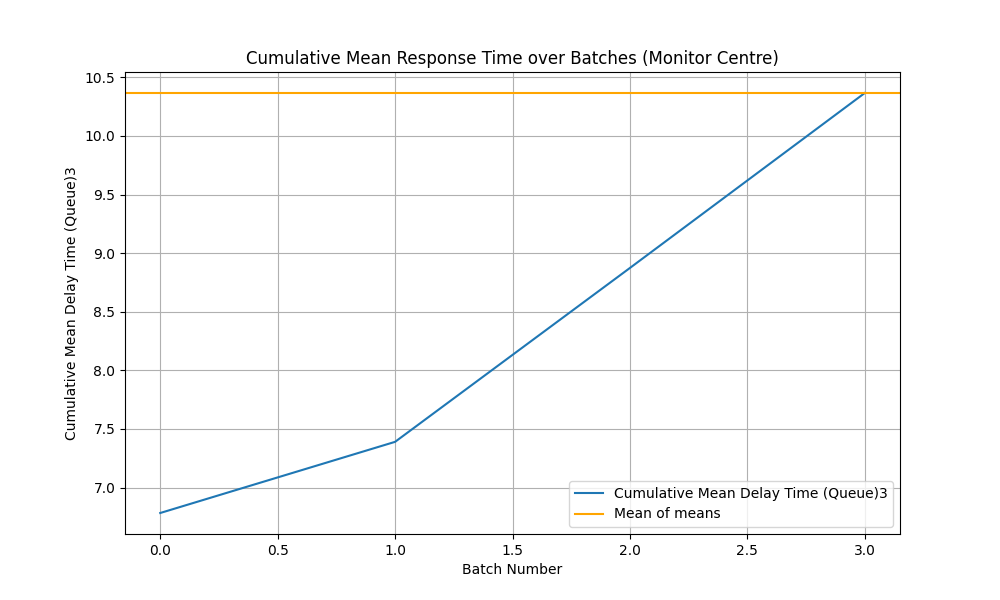 Cumulative Mean Response Time over Batches (Monitor Centre)
Cumulative Mean Delay Time (Queue)3
10.5
10.0
9.5
9.0
8.5
8.0
7.5
7.0
Cumulative Mean Delay Time (Queue)3
Mean of means
0.0 0.5 1.0 1.5 2.0 2.5 3.0
Batch Number